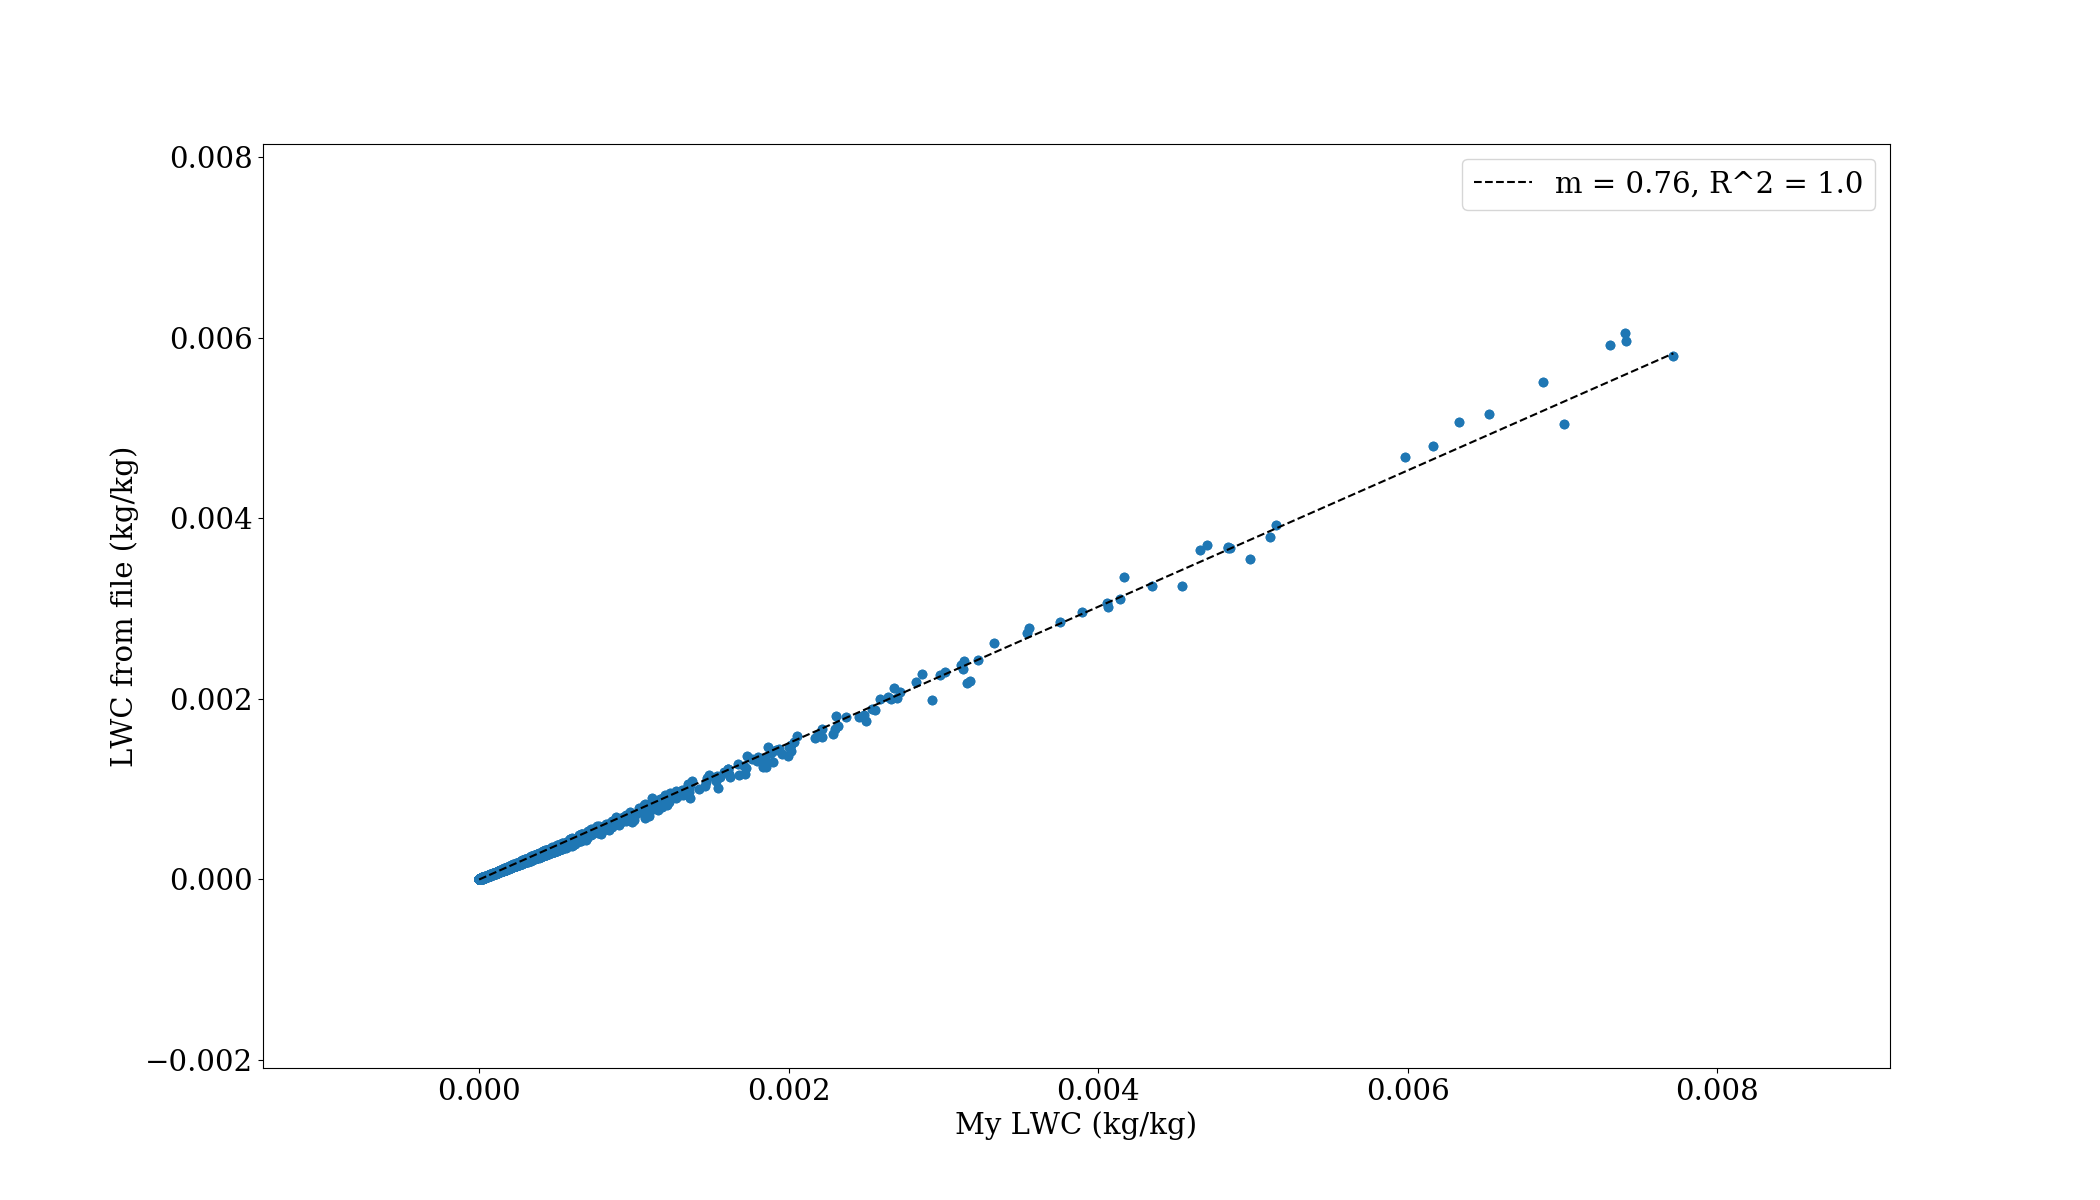 0.008
0.006
0.004
0.002
0.000
−0.002
LWC from file (kg/kg)
m = 0.76, R^2 = 1.0
0.000 0.002 0.004 0.006 0.008
My LWC (kg/kg)